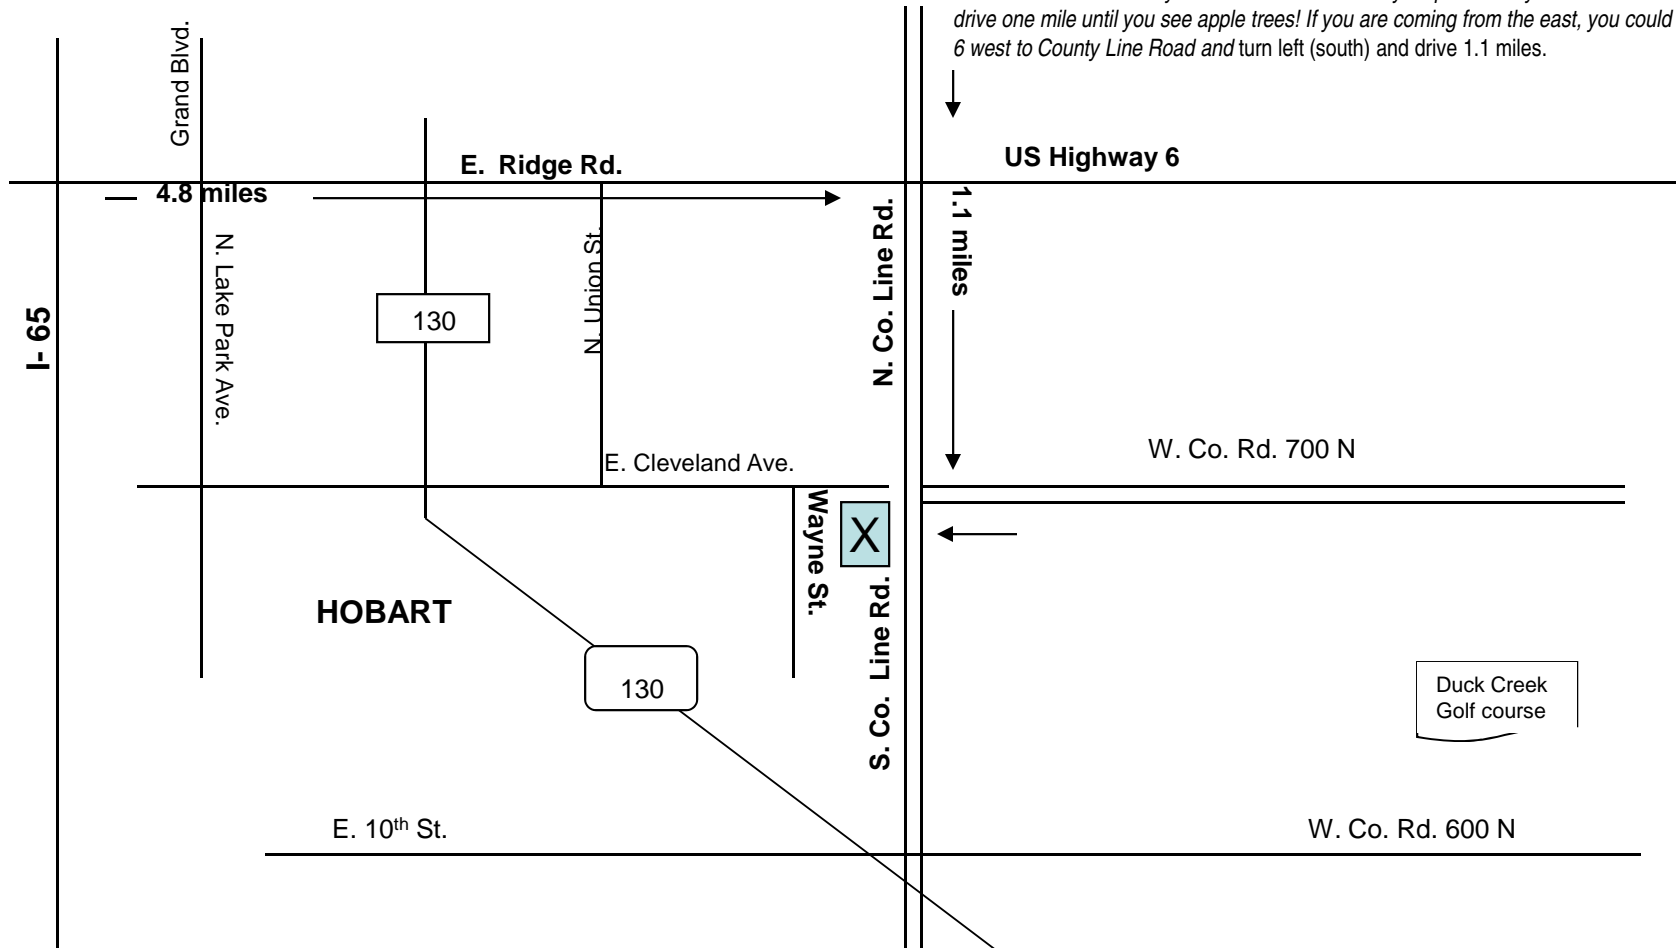 drive one mile until you see apple trees! If you are coming from the east, you could
6 west to County Line Road and turn left (south) and drive 1.1 miles.
Grand Blvd.
E. Ridge Rd.
US Highway 6
4.8 miles
1.1 miles
N. Lake Park Ave.
N. Union St.
N. Co. Line Rd.
I- 65
130
E. Cleveland Ave.
W. Co. Rd. 700 N
Wayne St.
X
HOBART
S. Co. Line Rd.
130
Duck Creek
Golf course
E. 10th St.
W. Co. Rd. 600 N